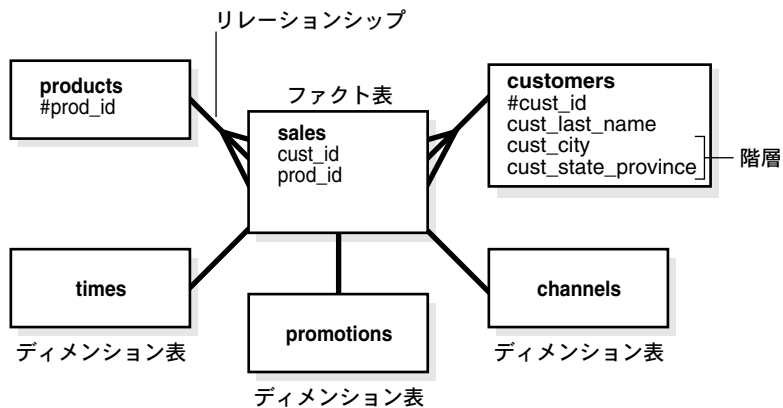 リレーションシップ
products
#prod_id
ファクト表
sales
cust_id
prod_id
customers
#cust_id
cust_last_name
cust_city
cust_state_province
階層
times
ディメンション表
promotions
ディメンション表
channels
ディメンション表